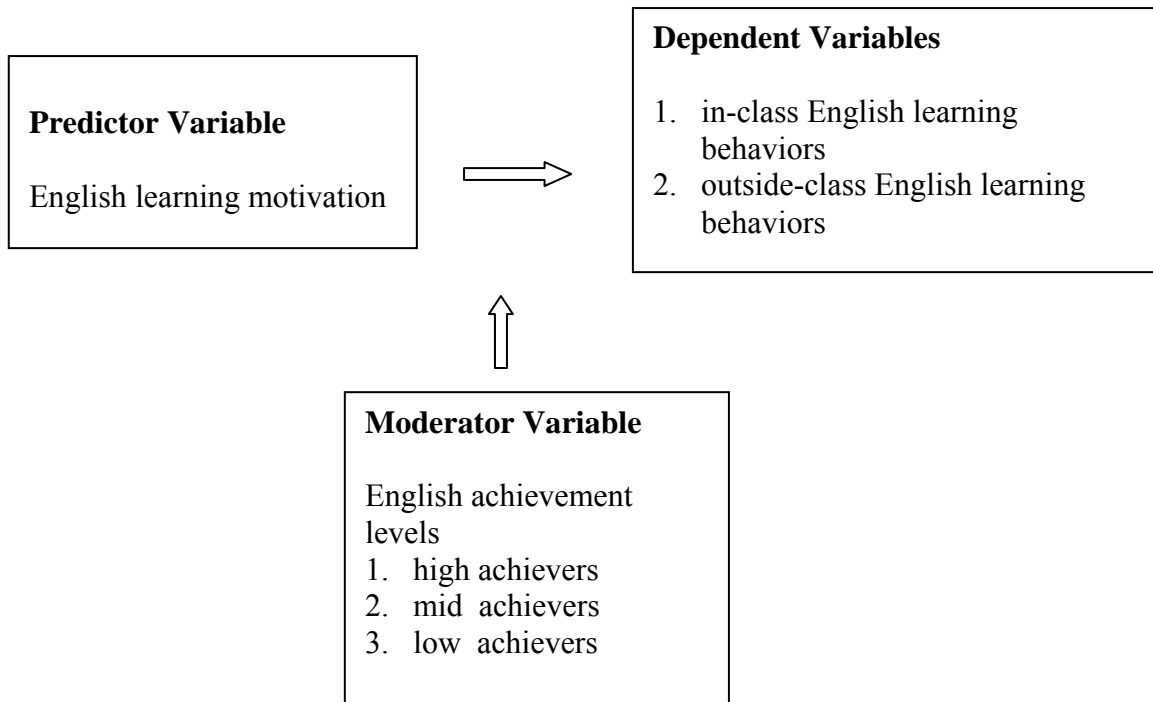 Predictor Variable
English learning motivation
Dependent Variables
1. in-class English learning
behaviors
2. outside-class English learning
behaviors
Moderator Variable
English achievement
levels
1. high achievers
2. mid achievers
3. low achievers